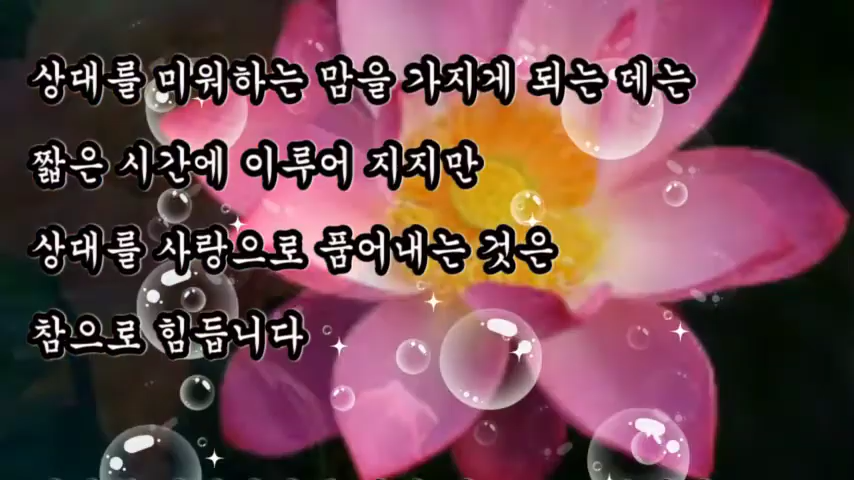 상대를 미워하는 맘을 가지게 되는 데는
짧은 시간에 이루어 지지만
상대를 사랑으로 품어내는 것은
참으로 힘듭니다